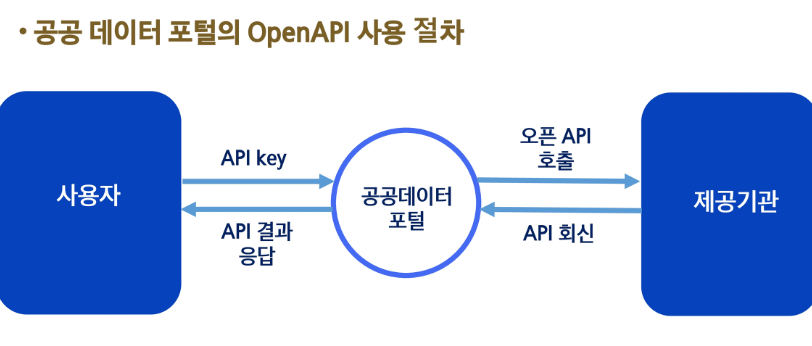 • 공공 데이터 포털의 OpenAPI 사용 절차
사용자
API key
API 결과
응답
공공데이터
포털
오픈 API
호출
API 회신
제공기관